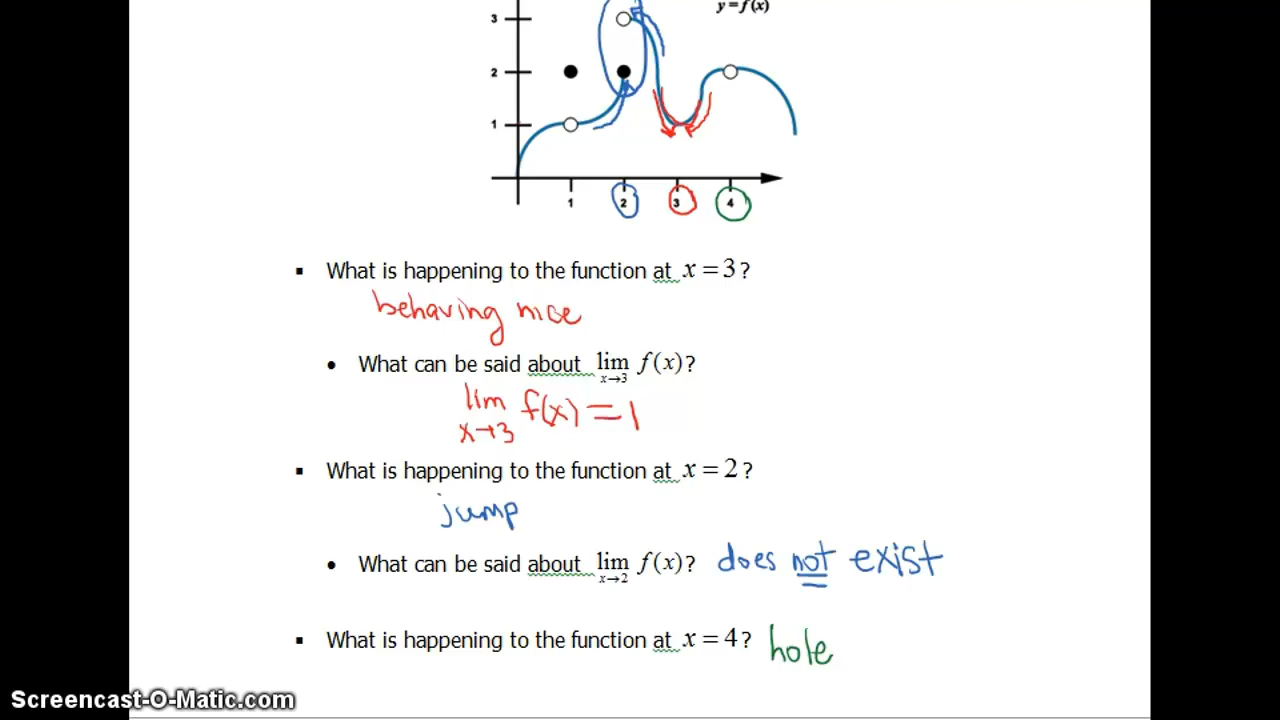 3
y = f(x)
2
1
1 2 3 4
▪ What is happening to the function at x = 3?
behaving nice
• What can be said about lim x→3 f(x)?
lim x→3 f(x) = 1
▪ What is happening to the function at x = 2?
jump
• What can be said about lim x→2 f(x)? does not exist
▪ What is happening to the function at x = 4? hole
Screencast-O-Matic.com